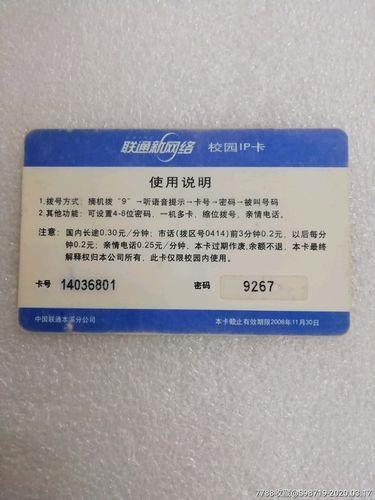 联通新网络 校园IP卡
使用说明
1.拨号方式：摘机拨“9”→听语音提示→卡号→密码→被叫号码
2.其他功能：可设置4-8位密码，一机多卡，缩位拨号，亲情电话。
注意：国内长途0.30元/分钟；市话(拨区号0414)前3分钟0.2元，以后每分
钟0.2元；亲情电话0.25元/分钟，本卡过期作废，余额不退，本卡最终
解释权归本公司所有，此卡仅限校园内使用。
卡号 14036801 密码 9267
中国联通本溪分公司 本卡截止有效期限2006年11月30日
7788收藏@S98719-2020.03.17